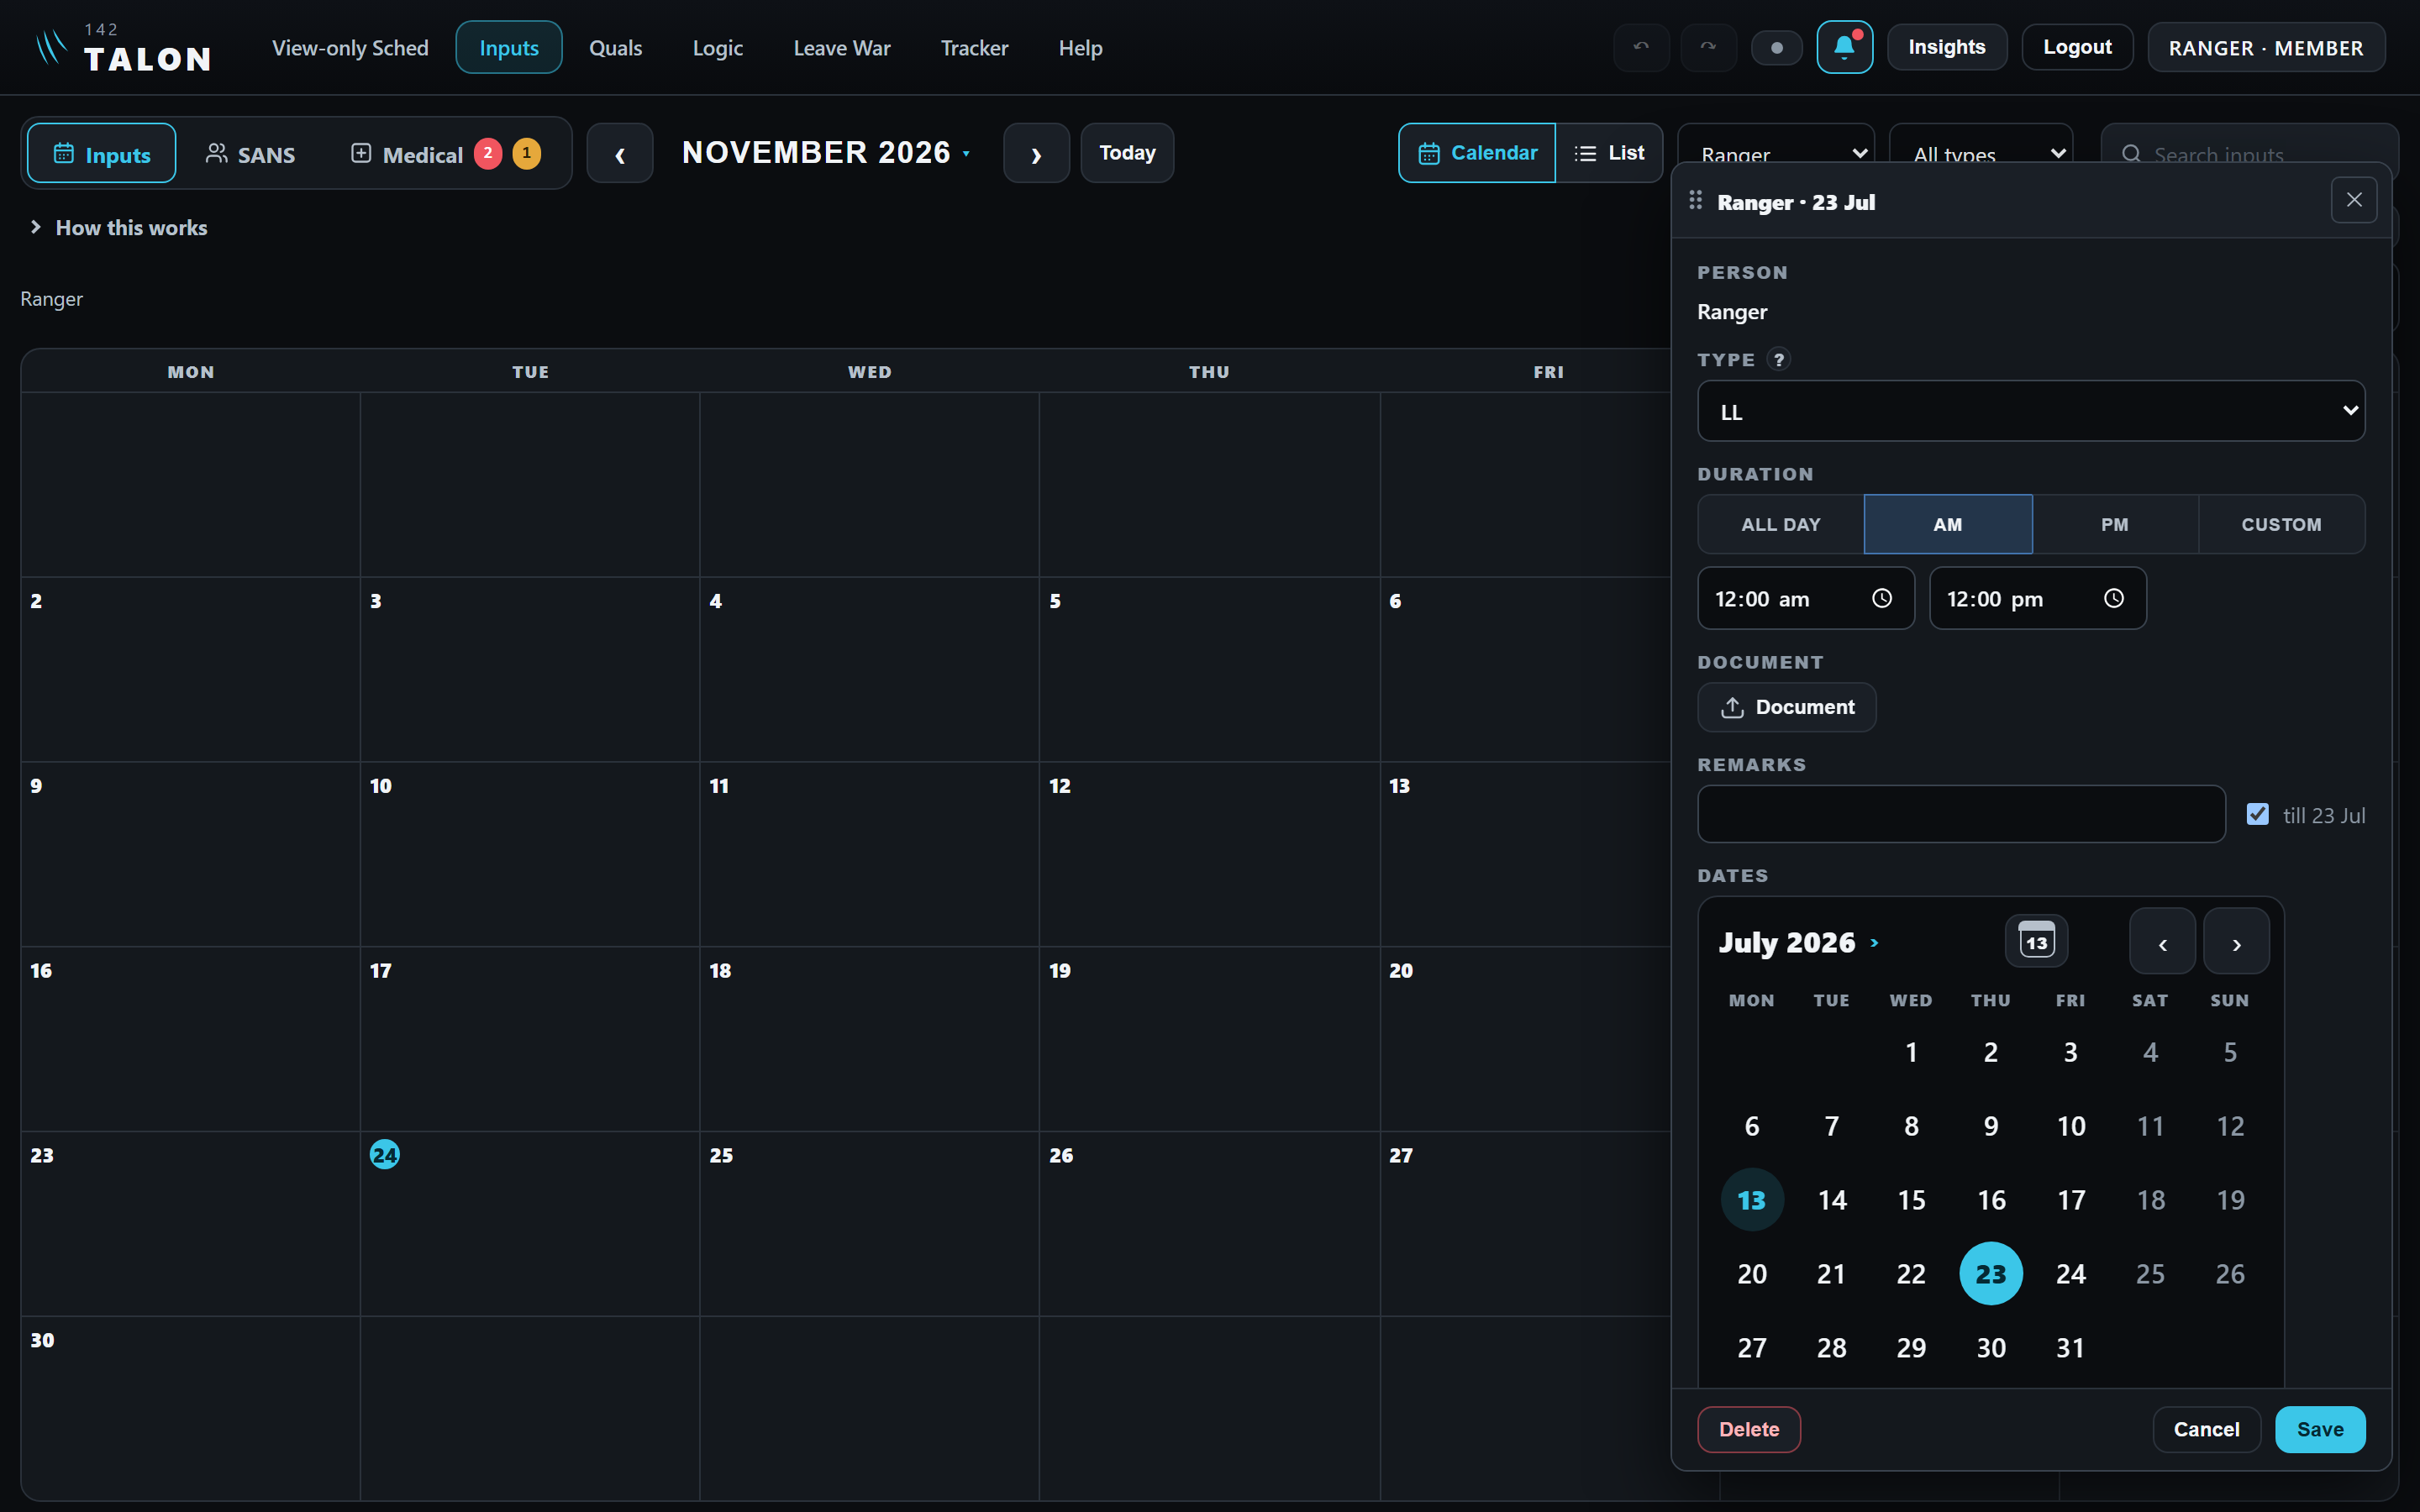 142
TALON
View-only Sched
Inputs
Quals
Logic
Leave War
Tracker
Help
Insights
Logout
RANGER · MEMBER
Inputs
SANS
Medical 2 1
NOVEMBER 2026
Today
Calendar
List
Ranger
All types
Search inputs
How this works
Ranger
MON TUE WED THU FRI
2 3 4 5 6
9 10 11 12 13
16 17 18 19 20
23 24 25 26 27
30
Ranger · 23 Jul
PERSON
Ranger
TYPE ?
LL
DURATION
ALL DAY AM PM CUSTOM
12:00 am 12:00 pm
DOCUMENT
Document
REMARKS
till 23 Jul
DATES
July 2026 13
MON TUE WED THU FRI SAT SUN
1 2 3 4 5
6 7 8 9 10 11 12
13 14 15 16 17 18 19
20 21 22 23 24 25 26
27 28 29 30 31
Delete Cancel Save